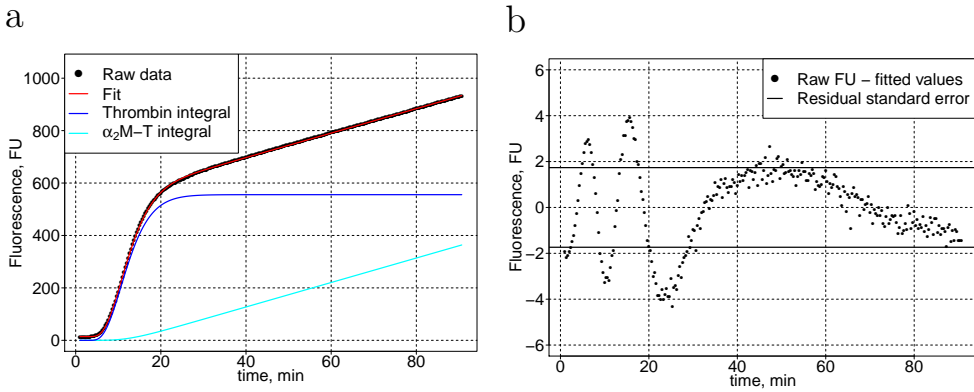 a
Raw data
Fit
Thrombin integral
α₂M−T integral
Fluorescence, FU
1000
800
600
400
200
0
0 20 40 60 80
time, min
b
Raw FU − fitted values
Residual standard error
Fluorescence, FU
6
4
2
0
−2
−4
−6
0 20 40 60 80
time, min